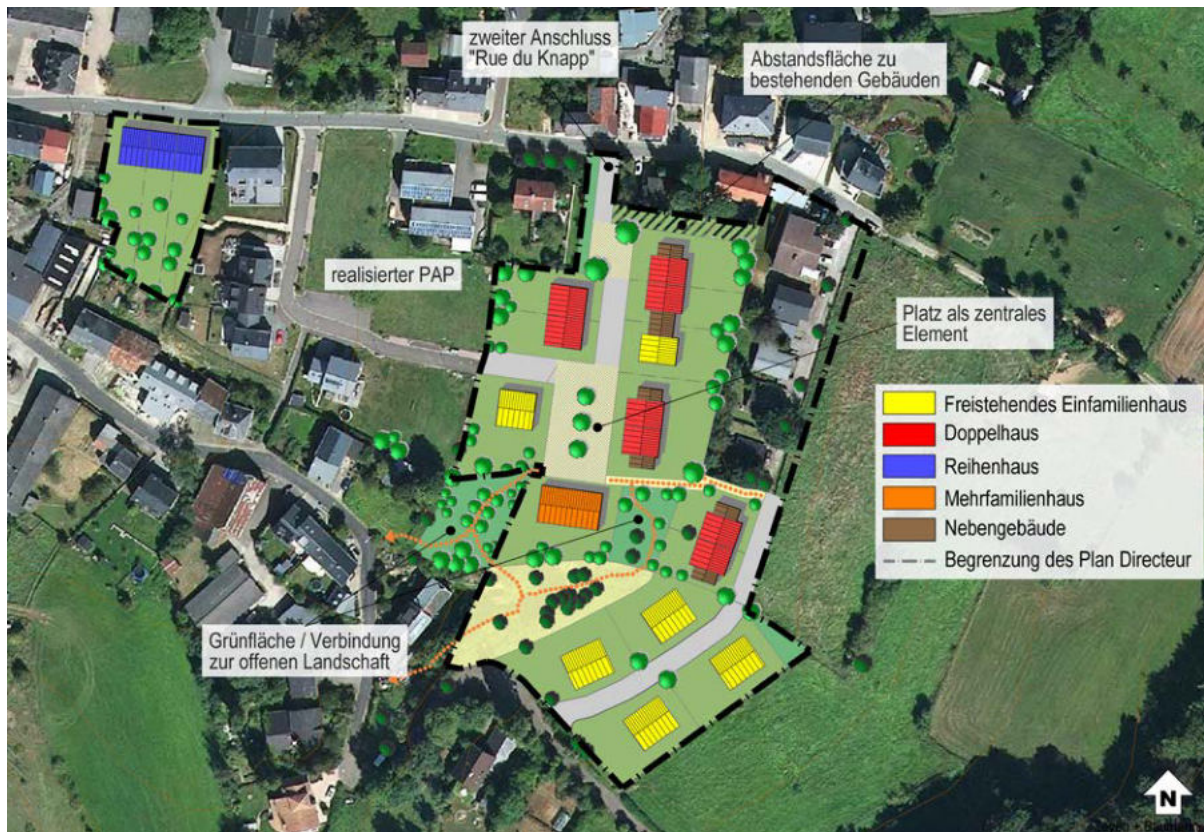 zweiter Anschluss
"Rue du Knapp"
Abstandsfläche zu
bestehenden Gebäuden
realisierter PAP
Platz als zentrales
Element
Freistehendes Einfamilienhaus
Doppelhaus
Reihenhaus
Mehrfamilienhaus
Nebengebäude
Begrenzung des Plan Directeur
Grünfläche / Verbindung
zur offenen Landschaft
N